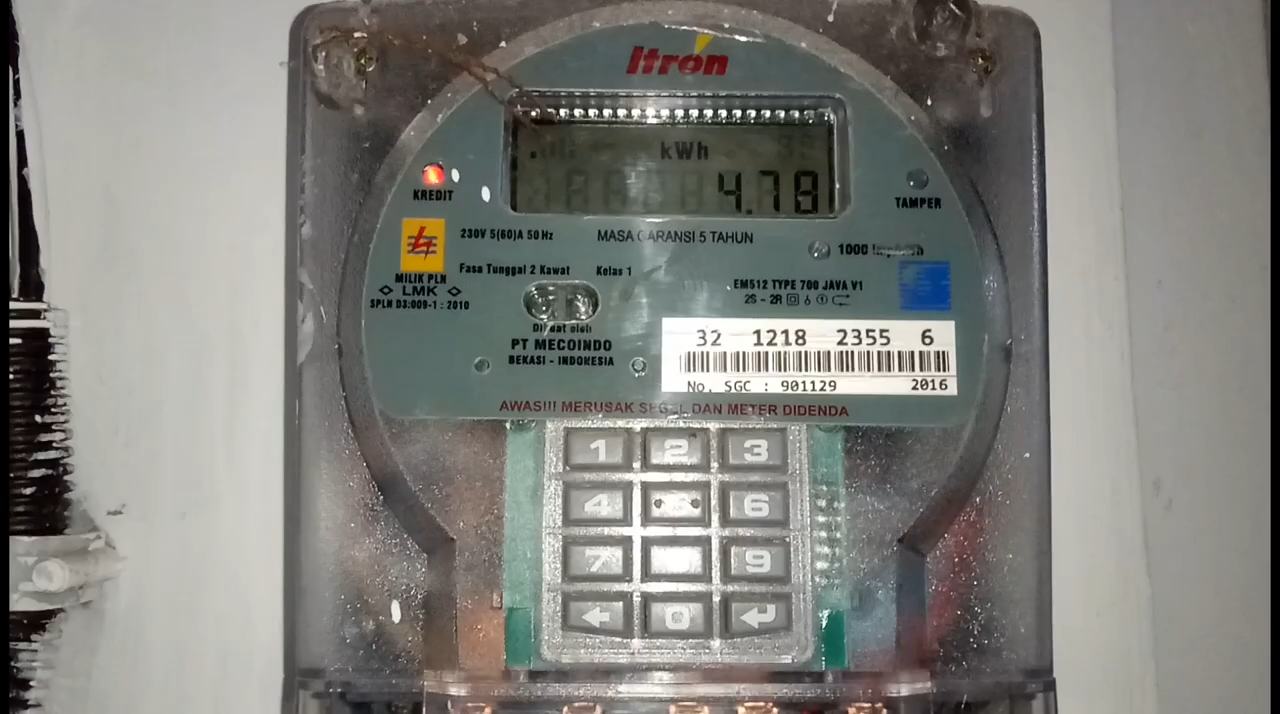 Itron
kWh
4.78
KREDIT
TAMPER
230V 5(60)A 50 Hz
MASA GARANSI 5 TAHUN
1000
MILIK PLN
Fasa Tunggal 2 Kawat Kelas 1
LMK
SPLN D3:009-1 : 2010
EM512 TYPE 700 JAVA V1
2S - 2R
Dibuat oleh
PT MECOINDO
BEKASI - INDONESIA
32 1218 2355 6
No. SGC : 901129 2016
AWAS!!! MERUSAK SEGEL DAN METER DIDENDA
1 2 3
4 6
7 9
0